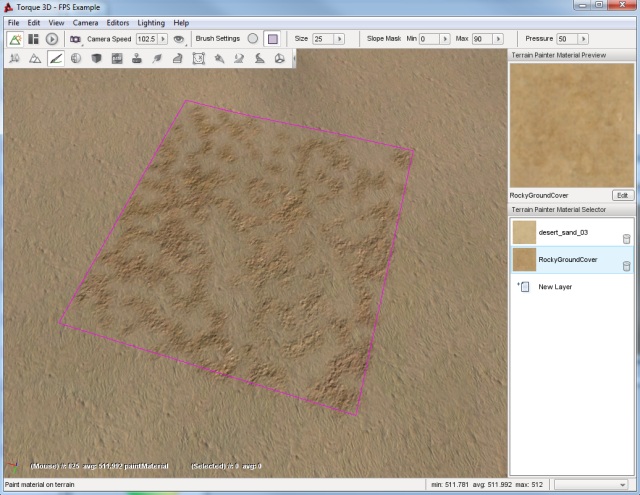 Torque 3D - FPS Example
File Edit View Camera Editors Lighting Help
Camera Speed 102.5 Brush Settings Size 25 Slope Mask Min 0 Max 90 Pressure 50
Terrain Painter Material Preview
RockyGroundCover Edit
Terrain Painter Material Selector
desert_sand_03
RockyGroundCover
New Layer
(Mouse) #: 625 avg: 511.992 paintMaterial (Selected) #: 0 avg: 0
Paint material on terrain min: 511.781 avg: 511.992 max: 512